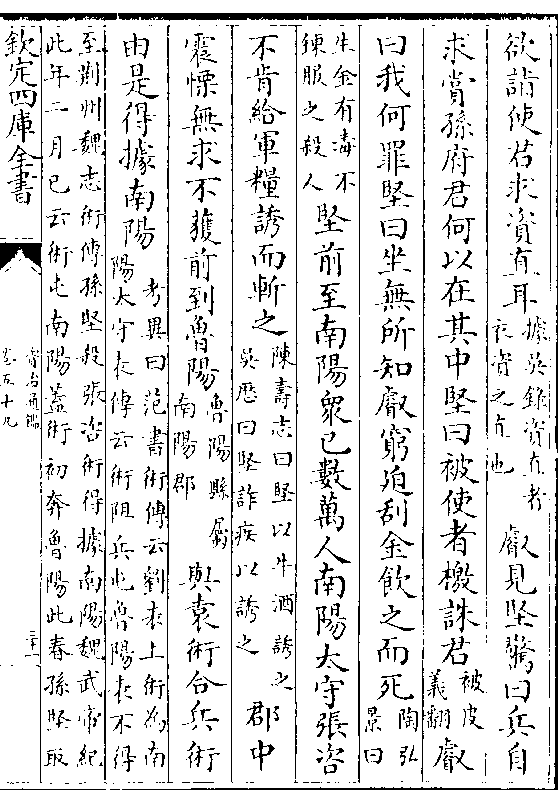 欲詣使君求資直耳據吳錄資直者衣資之直也叡見堅驚曰兵自
求賞孫府君何以在其中堅曰被使者檄誅君被皮義翻叡
曰我何罪堅曰坐無所知叡窮迫刮金飲之而死陶弘景曰
生金有毒不鍊服之殺人堅前至南陽衆已數萬人南陽太守張咨
不肯給軍糧誘而斬之陳壽志曰堅以牛酒誘之吳歷曰堅詐疾以誘之郡中
震慄無求不獲前到魯陽魯陽縣屬南陽郡與袁術合兵術
由是得據南陽考異曰范書術傳云劉表上術為南陽太守表傳云術阻兵屯魯陽表不得
至荆州魏志術傳孫堅殺張咨術得據南陽魏武帝紀
此年二月已云術屯南陽蓋術初奔魯陽此春孫堅取
欽定四庫全書
資治通鑑
卷五十九
二十一